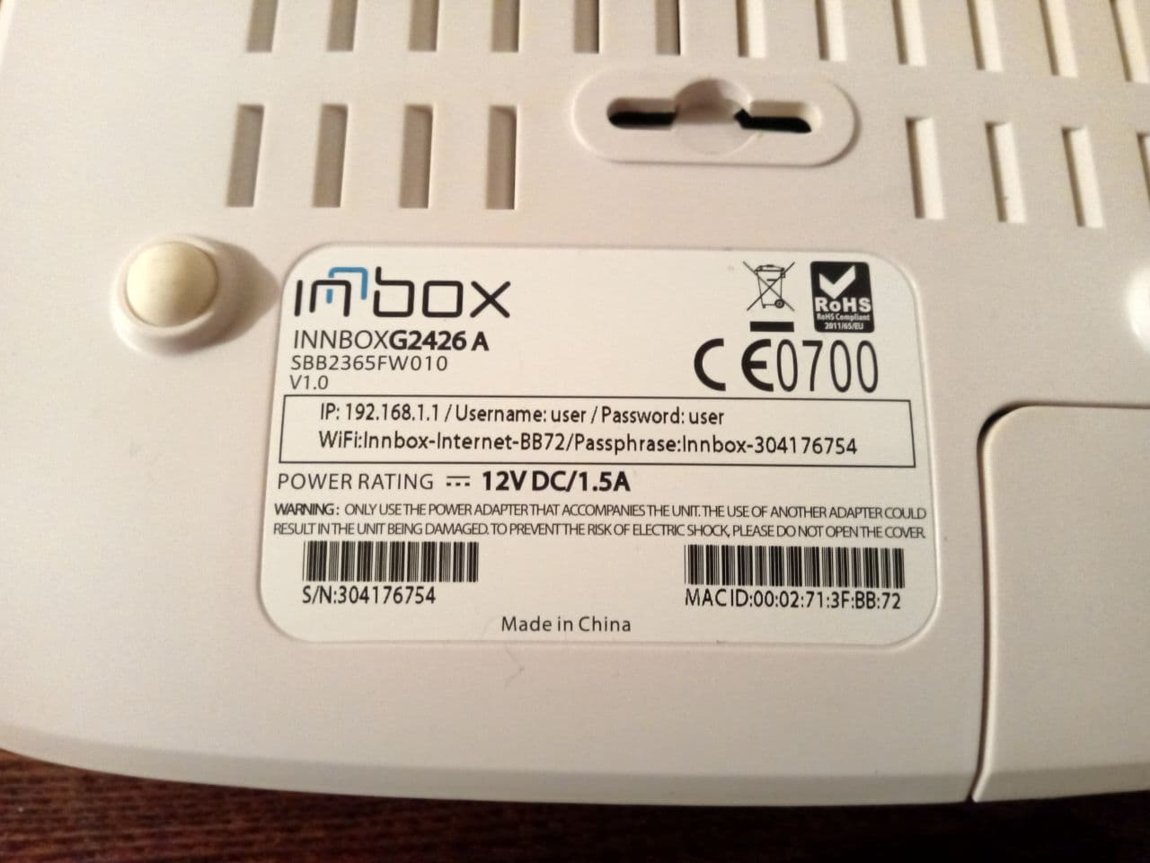 innbox
INNBOXG2426 A
SBB2365FW010
V1.0
RoHS
RoHS Compliant
2011/65/EU
CE0700
IP: 192.168.1.1 / Username: user / Password: user
WiFi:Innbox-Internet-BB72/Passphrase:Innbox-304176754
POWER RATING 12V DC/1.5A
WARNING: ONLY USE THE POWER ADAPTER THAT ACCOMPANIES THE UNIT. THE USE OF ANOTHER ADAPTER COULD
RESULT IN THE UNIT BEING DAMAGED. TO PREVENT THE RISK OF ELECTRIC SHOCK, PLEASE DO NOT OPEN THE COVER.
S/N:304176754
MAC ID:00:02:71:3F:BB:72
Made in China